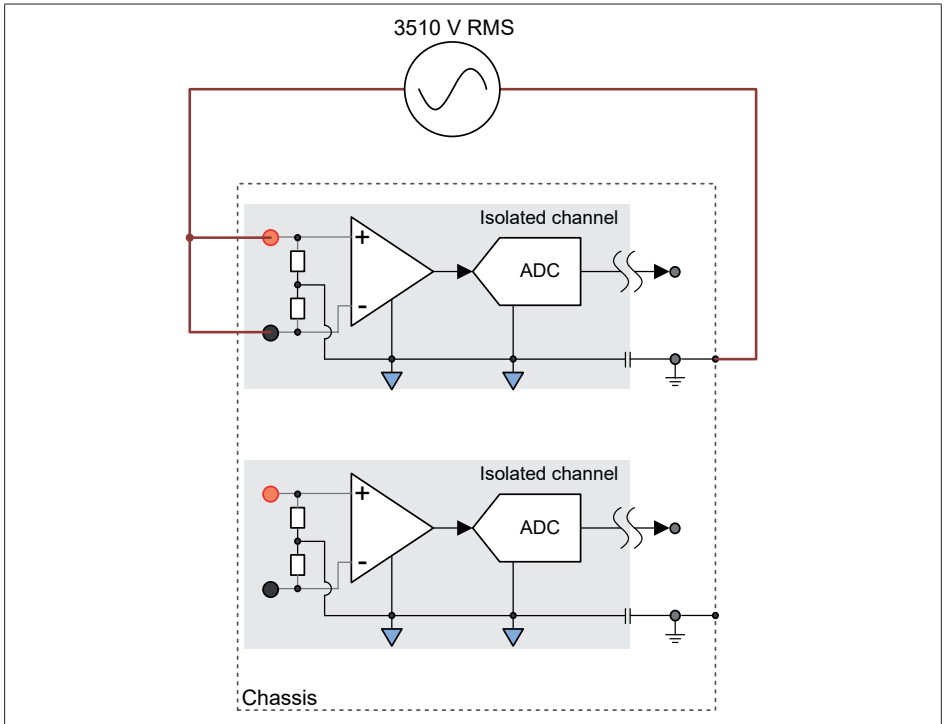 3510 V RMS
Isolated channel
+
ADC
-
Isolated channel
+
ADC
-
Chassis